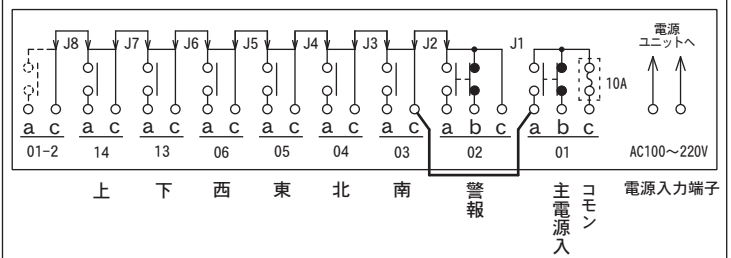 電源
ユニットへ
J8 J7 J6 J5 J4 J3 J2 J1
10A
a c a c a c a c a c a c a c a b c a b c
01-2 14 13 06 05 04 03 02 01 AC100～220V
上 下 西 東 北 南 警報 主電源入 コモン 電源入力端子